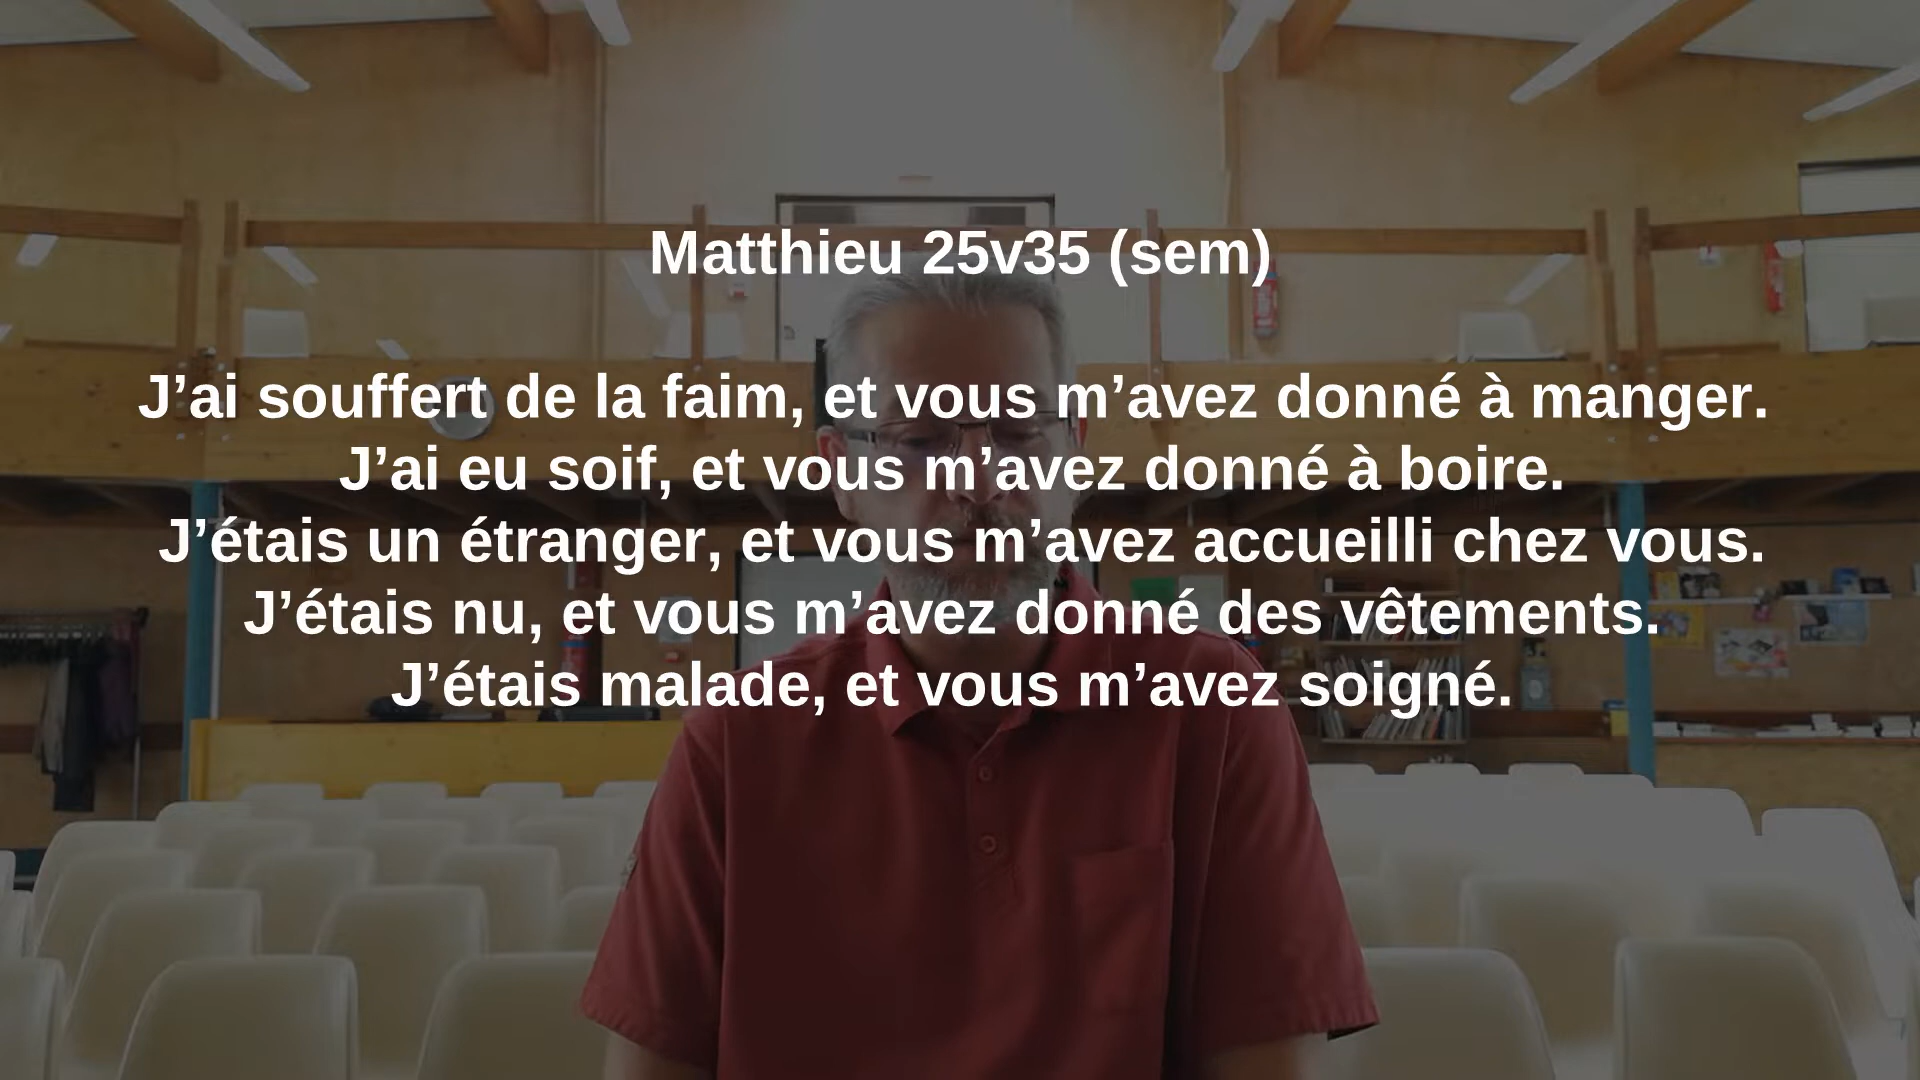 Matthieu 25v35 (sem)
J’ai souffert de la faim, et vous m’avez donné à manger.
J’ai eu soif, et vous m’avez donné à boire.
J’étais un étranger, et vous m’avez accueilli chez vous.
J’étais nu, et vous m’avez donné des vêtements.
J’étais malade, et vous m’avez soigné.